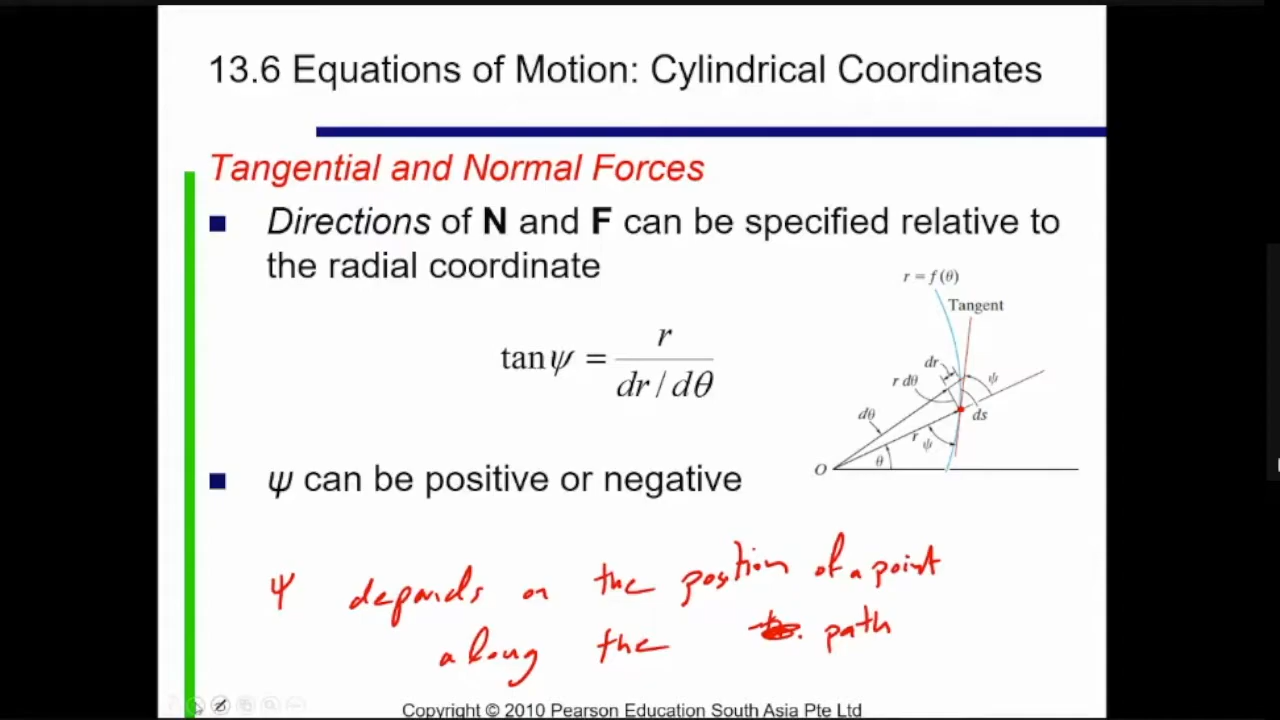 13.6 Equations of Motion: Cylindrical Coordinates
Tangential and Normal Forces
Directions of N and F can be specified relative to
the radial coordinate
tan ψ = r / (dr / dθ)
r = f (θ)
Tangent
dr
r dθ
ψ
dθ
ds
r
ψ
θ
O
ψ can be positive or negative
ψ depends on the position of a point
along the path
Copyright © 2010 Pearson Education South Asia Pte Ltd